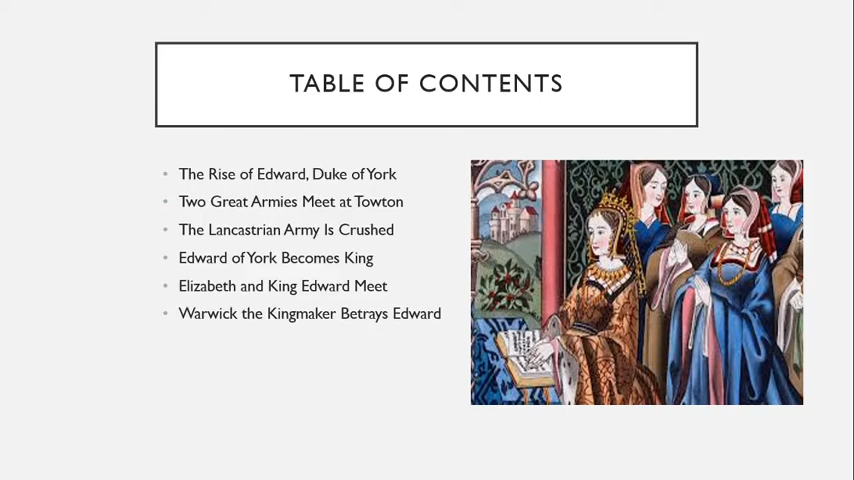 TABLE OF CONTENTS
The Rise of Edward, Duke of York
Two Great Armies Meet at Towton
The Lancastrian Army Is Crushed
Edward of York Becomes King
Elizabeth and King Edward Meet
Warwick the Kingmaker Betrays Edward